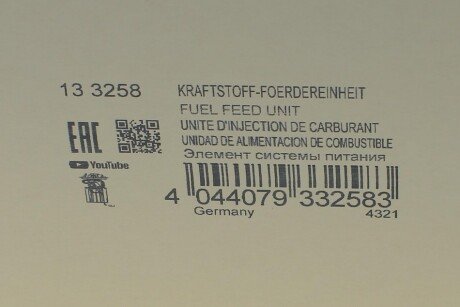 13 3258
KRAFTSTOFF-FOERDEREINHEIT
FUEL FEED UNIT
UNITE D'INJECTION DE CARBURANT
UNIDAD DE ALIMENTACION DE COMBUSTIBLE
Элемент системы питания
EAC
YouTube
4 044079 332583
Germany
4321